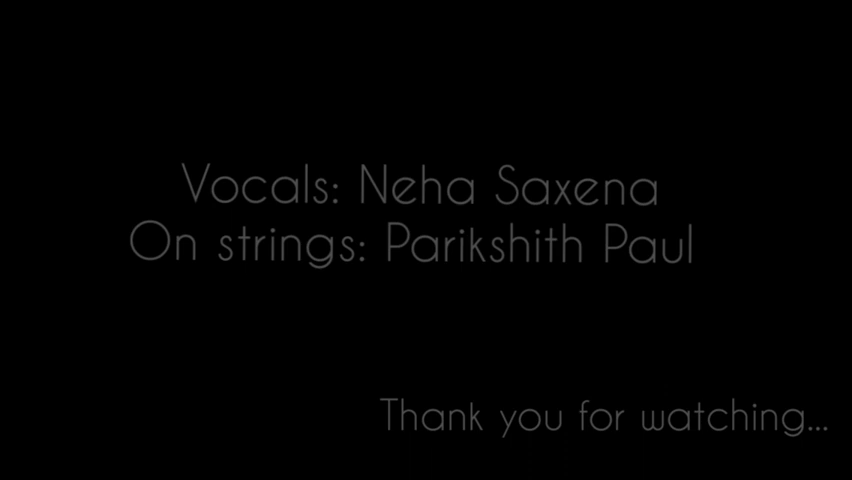 Vocals: Neha Saxena
On strings: Parikshith Paul
Thank you for watching...